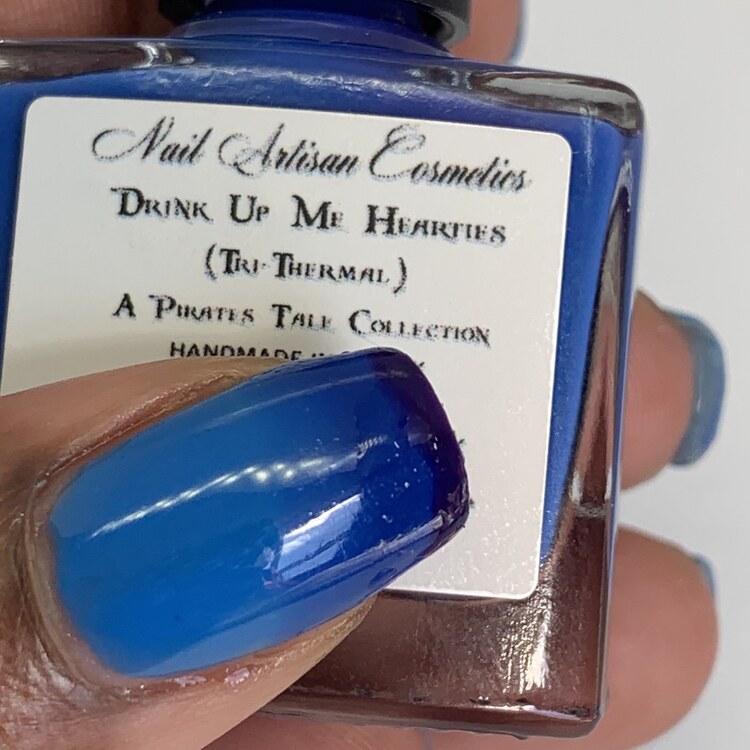 Nail Artisan Cosmetics
Drink Up Me Hearties
(Tri-Thermal)
A Pirates Tale Collection
HANDMADE